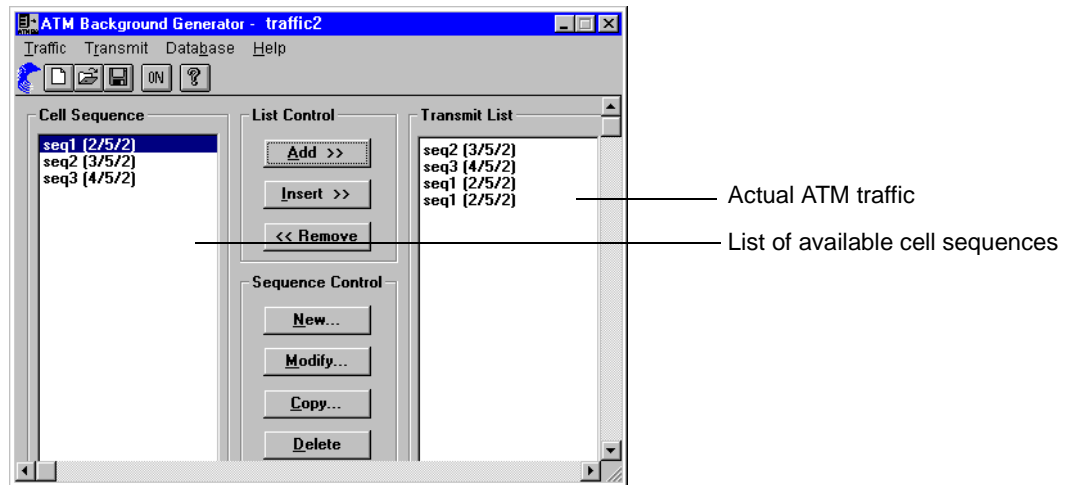 ATM Background Generator - traffic2
Traffic Transmit Database Help
ON ?
Cell Sequence
seq1 (2/5/2)
seq2 (3/5/2)
seq3 (4/5/2)
List Control
Add >>
Insert >>
<< Remove
Sequence Control
New...
Modify...
Copy...
Delete
Transmit List
seq2 (3/5/2)
seq3 (4/5/2)
seq1 (2/5/2)
seq1 (2/5/2)
Actual ATM traffic
List of available cell sequences